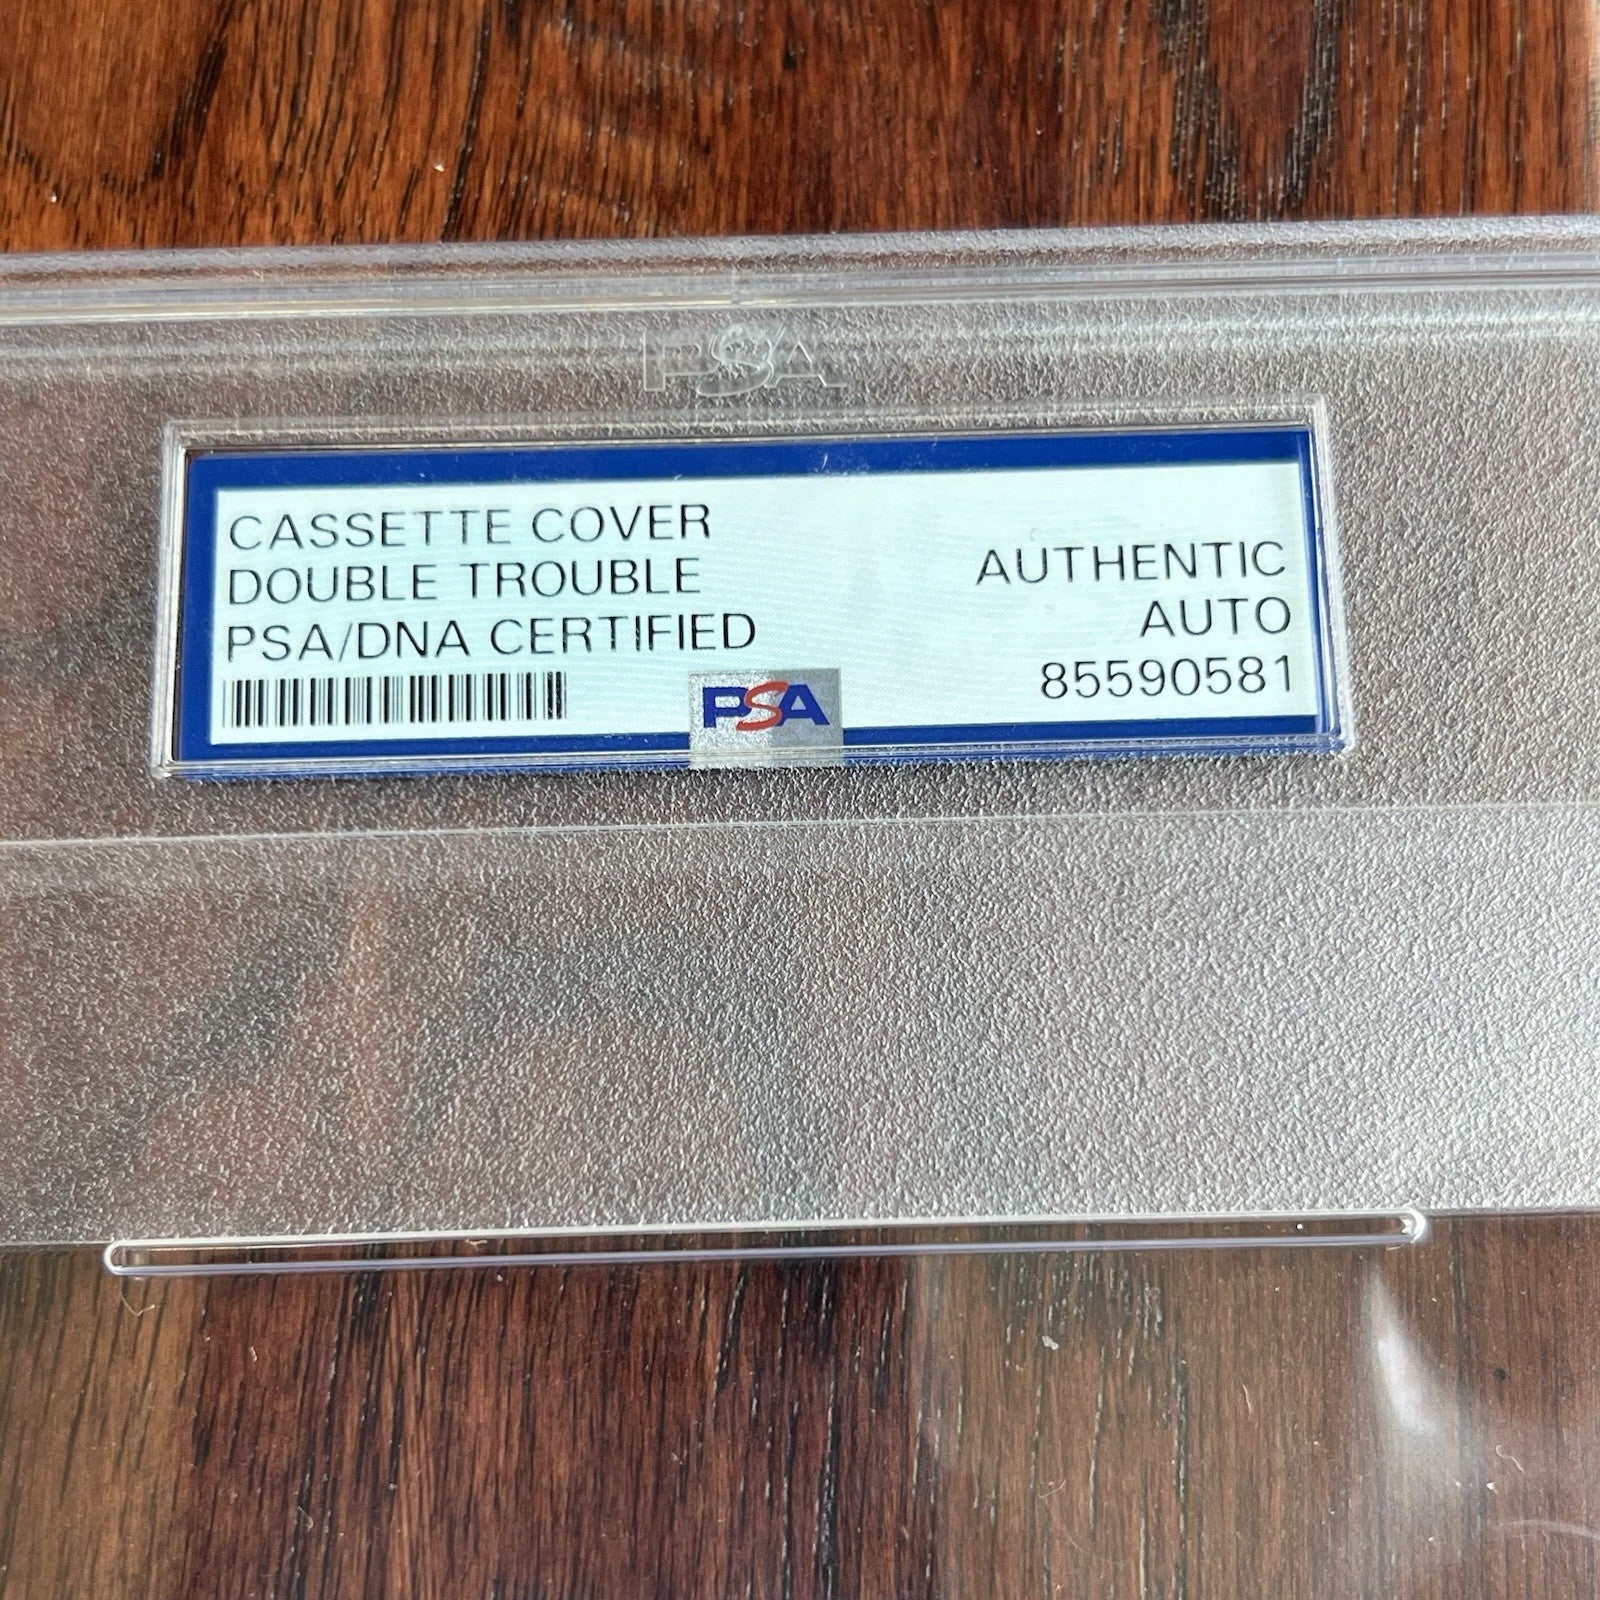 PSA
CASSETTE COVER
DOUBLE TROUBLE
PSA/DNA CERTIFIED
AUTHENTIC
AUTO
85590581
PSA